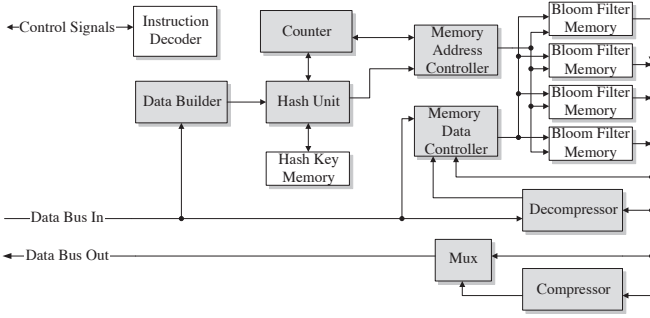 Control Signals
Instruction
Decoder
Counter
Memory
Address
Controller
Bloom Filter
Memory
Bloom Filter
Memory
Bloom Filter
Memory
Bloom Filter
Memory
Data Builder
Hash Unit
Memory
Data
Controller
Hash Key
Memory
Data Bus In
Decompressor
Data Bus Out
Mux
Compressor